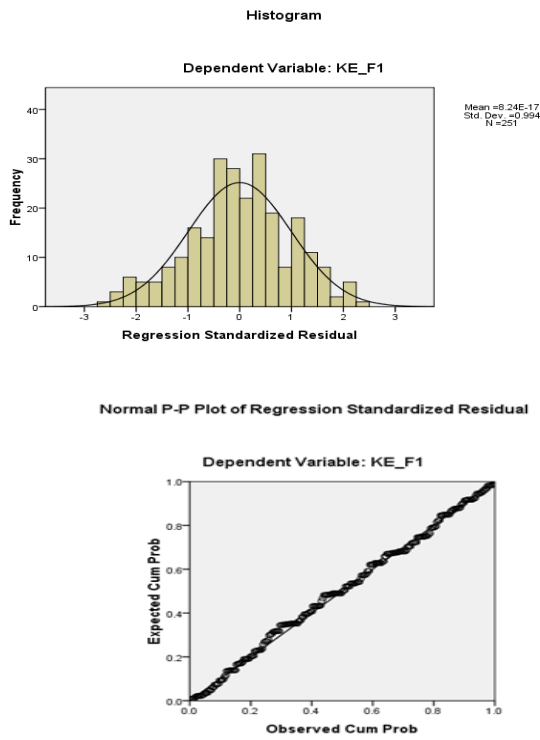 Histogram
Dependent Variable: KE_F1
Mean =8.24E-17
Std. Dev. =0.994
N =251
40
30
20
10
0
Frequency
-3 -2 -1 0 1 2 3
Regression Standardized Residual
Normal P-P Plot of Regression Standardized Residual
Dependent Variable: KE_F1
1.0
0.8
0.6
0.4
0.2
0.0
Expected Cum Prob
0.0 0.2 0.4 0.6 0.8 1.0
Observed Cum Prob